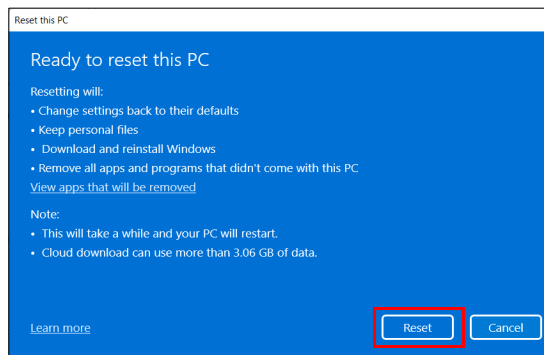 Reset this PC
Ready to reset this PC
Resetting will:
• Change settings back to their defaults
• Keep personal files
• Download and reinstall Windows
• Remove all apps and programs that didn't come with this PC
View apps that will be removed
Note:
• This will take a while and your PC will restart.
• Cloud download can use more than 3.06 GB of data.
Learn more
Reset
Cancel